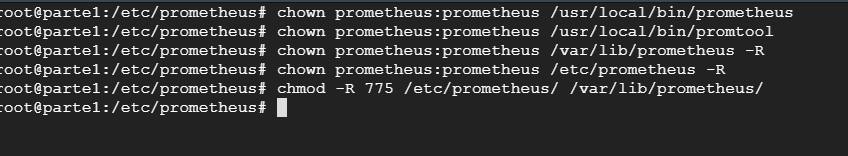 root@parte1:/etc/prometheus# chown prometheus:prometheus /usr/local/bin/prometheus
root@parte1:/etc/prometheus# chown prometheus:prometheus /usr/local/bin/promtool
root@parte1:/etc/prometheus# chown prometheus:prometheus /var/lib/prometheus -R
root@parte1:/etc/prometheus# chown prometheus:prometheus /etc/prometheus -R
root@parte1:/etc/prometheus# chmod -R 775 /etc/prometheus/ /var/lib/prometheus/
root@parte1:/etc/prometheus#